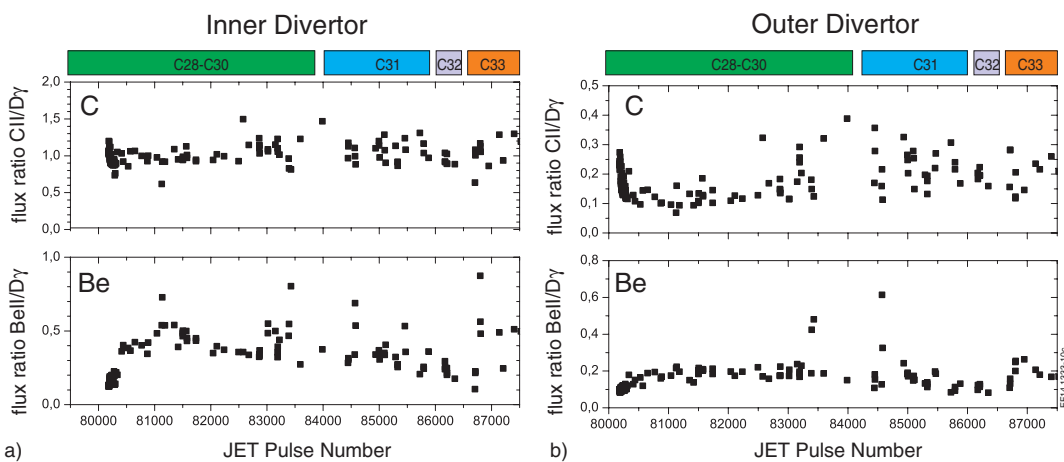 Inner Divertor
C28-C30 C31 C32 C33
C
flux ratio CII/Dγ
2,0
1,5
1,0
0,5
0,0
Be
flux ratio BeII/Dγ
1,0
0,5
0,0
80000 81000 82000 83000 84000 85000 86000 87000
JET Pulse Number
a)
Outer Divertor
C28-C30 C31 C32 C33
C
flux ratio CII/Dγ
0,5
0,4
0,3
0,2
0,1
0,0
Be
flux ratio BeII/Dγ
0,8
0,6
0,4
0,2
0,0
80000 81000 82000 83000 84000 85000 86000 87000
JET Pulse Number
b)